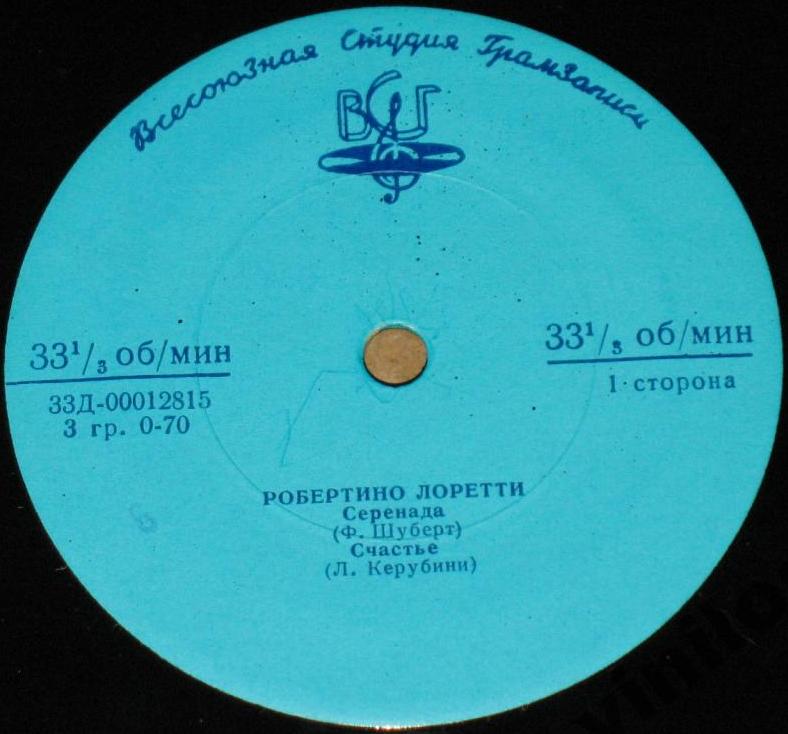 Всесоюзная Студия Грамзаписи
ВСГ
33¹/₃ об/мин
33Д-00012815
3 гр. 0-70
33¹/₃ об/мин
1 сторона
РОБЕРТИНО ЛОРЕТТИ
Серенада
(Ф. Шуберт)
Счастье
(Л. Керубини)